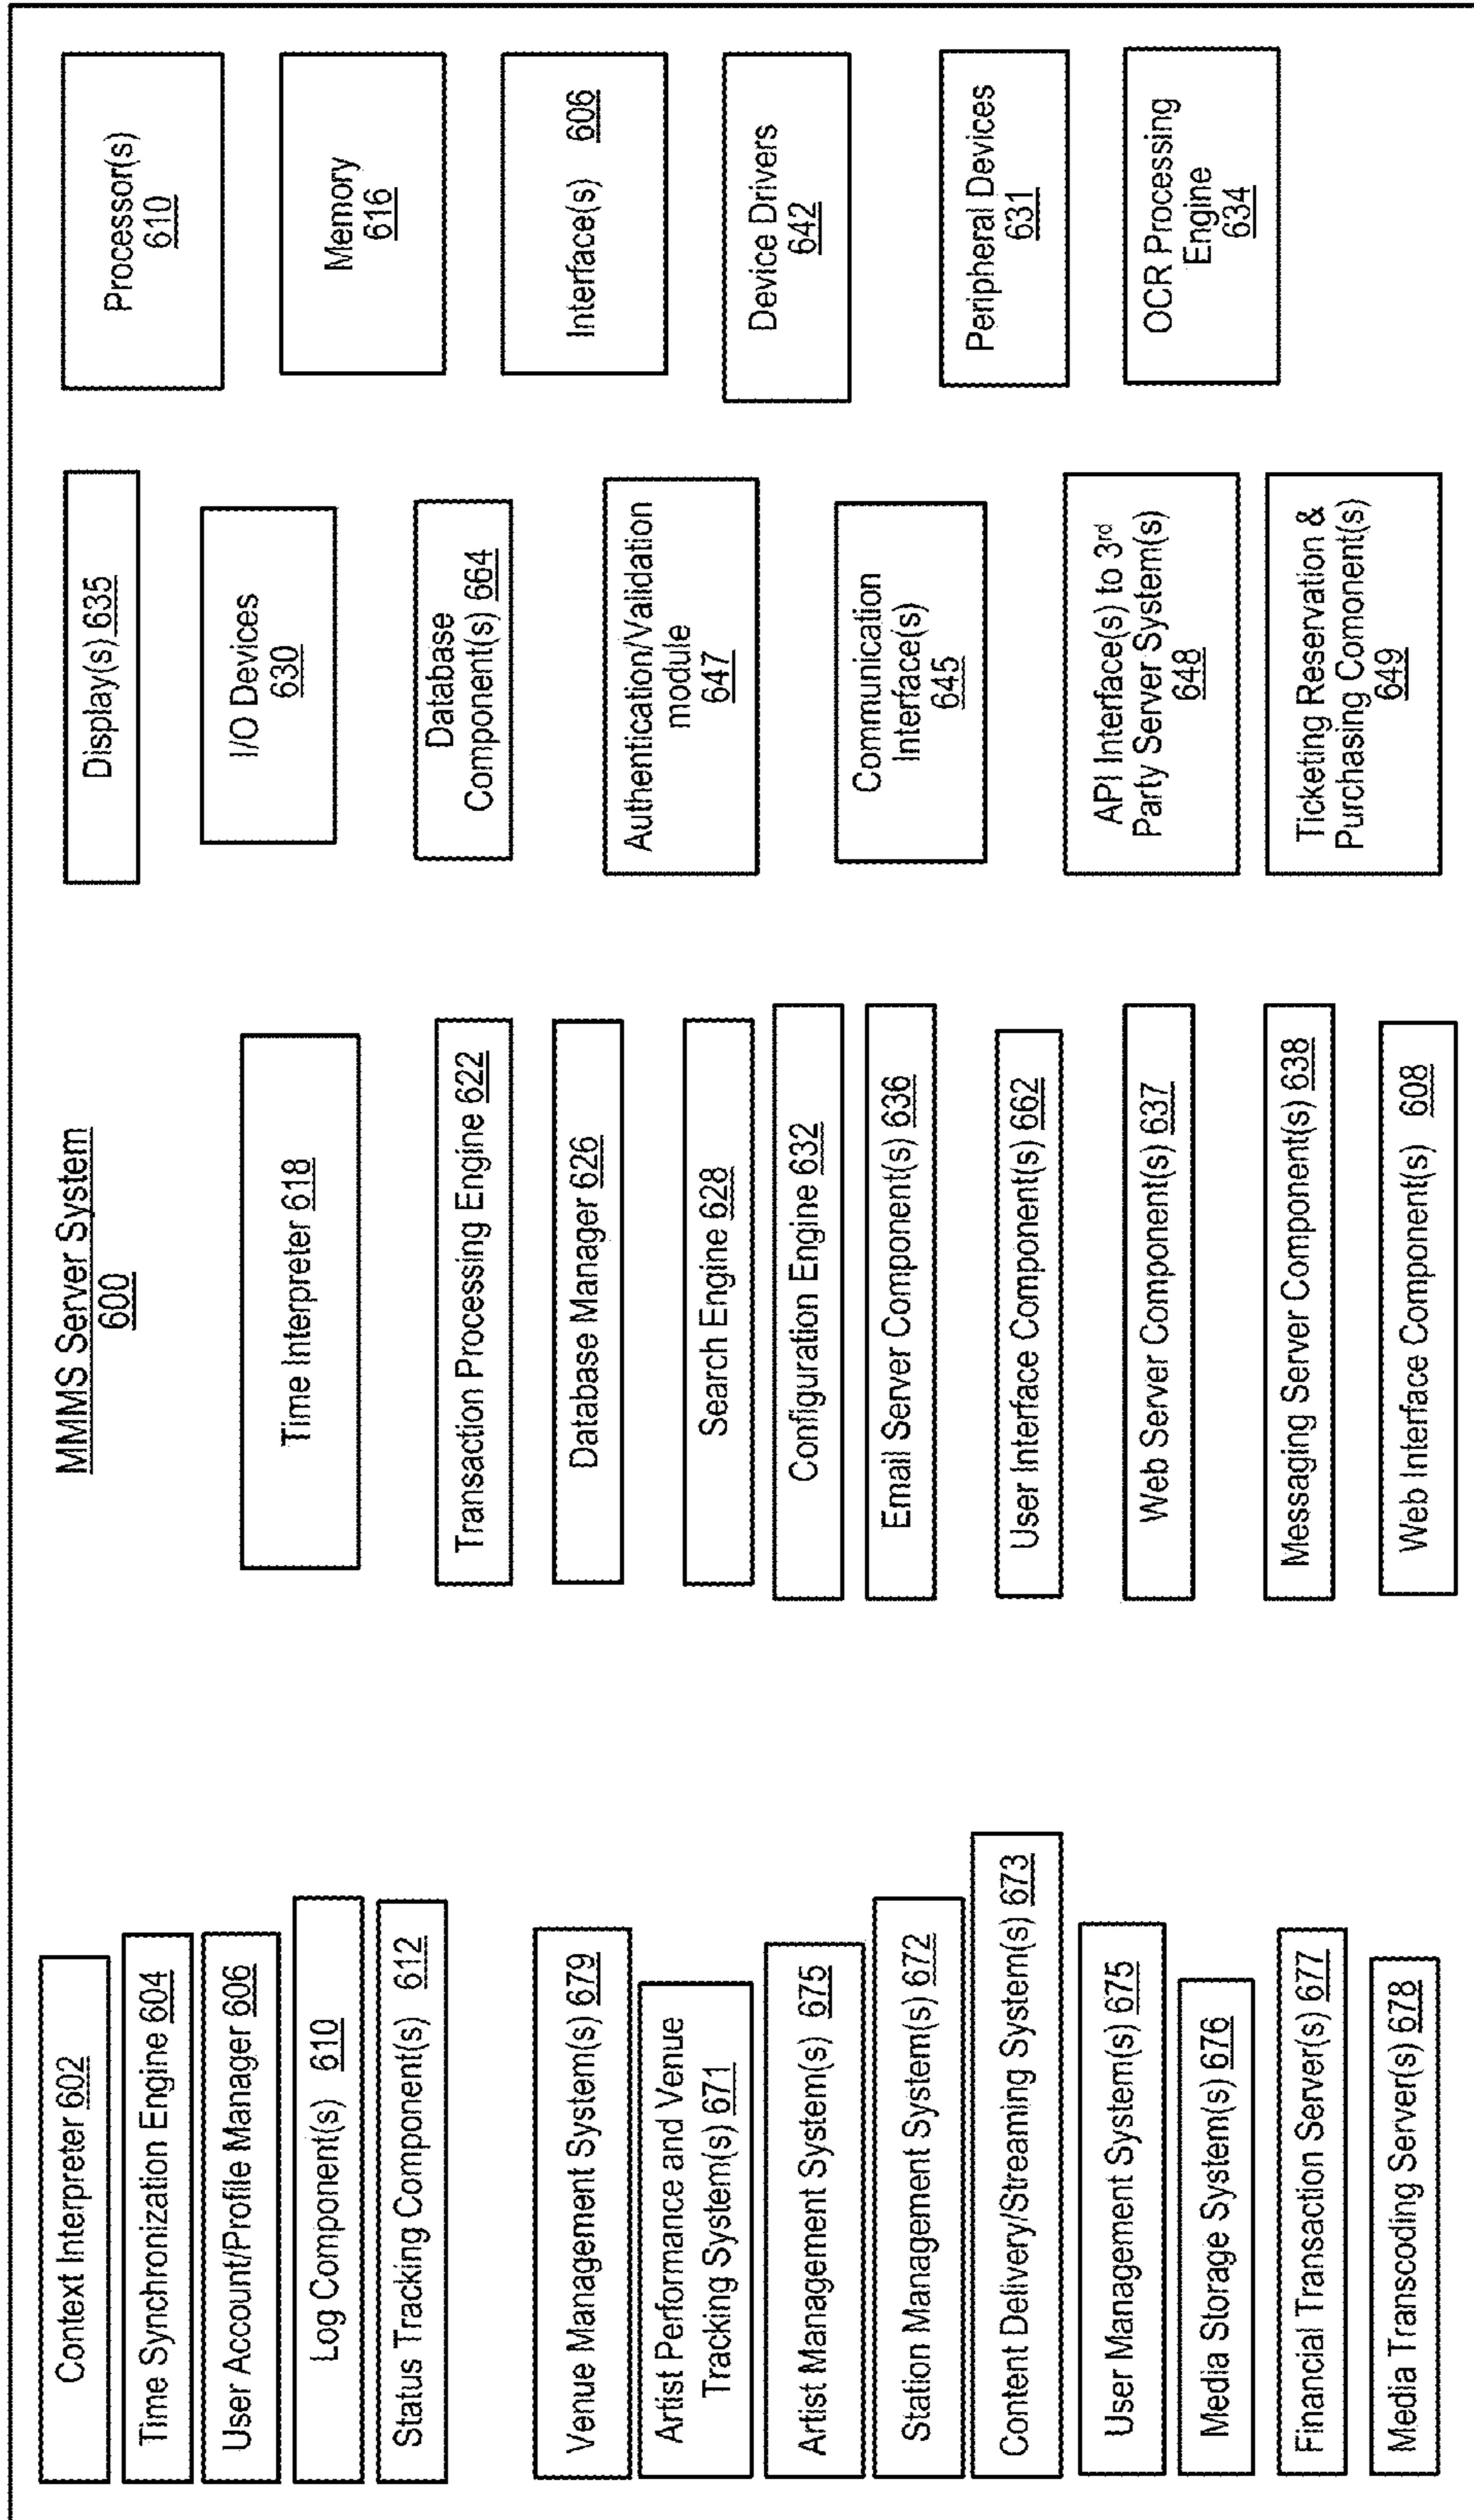 MMMS Server System
600
Context Interpreter 602
Time Synchronization Engine 604
User Account/Profile Manager 606
Log Component(s) 610
Status Tracking Component(s) 612
Venue Management System(s) 679
Artist Performance and Venue
Tracking System(s) 671
Artist Management System(s) 675
Station Management System(s) 672
Content Delivery/Streaming System(s) 673
User Management System(s) 675
Media Storage System(s) 676
Financial Transaction Server(s) 677
Media Transcoding Server(s) 678
Time Interpreter 618
Transaction Processing Engine 622
Database Manager 626
Search Engine 628
Configuration Engine 632
Email Server Component(s) 636
User Interface Component(s) 662
Web Server Component(s) 637
Messaging Server Component(s) 638
Web Interface Component(s) 608
Display(s) 635
I/O Devices
630
Database
Component(s) 664
Authentication/Validation
module
647
Communication
Interface(s)
645
API Interface(s) to 3rd
Party Server System(s)
648
Ticketing Reservation &
Purchasing Comonent(s)
649
Processor(s)
610
Memory
616
Interface(s) 606
Device Drivers
642
Peripheral Devices
631
OCR Processing
Engine
634